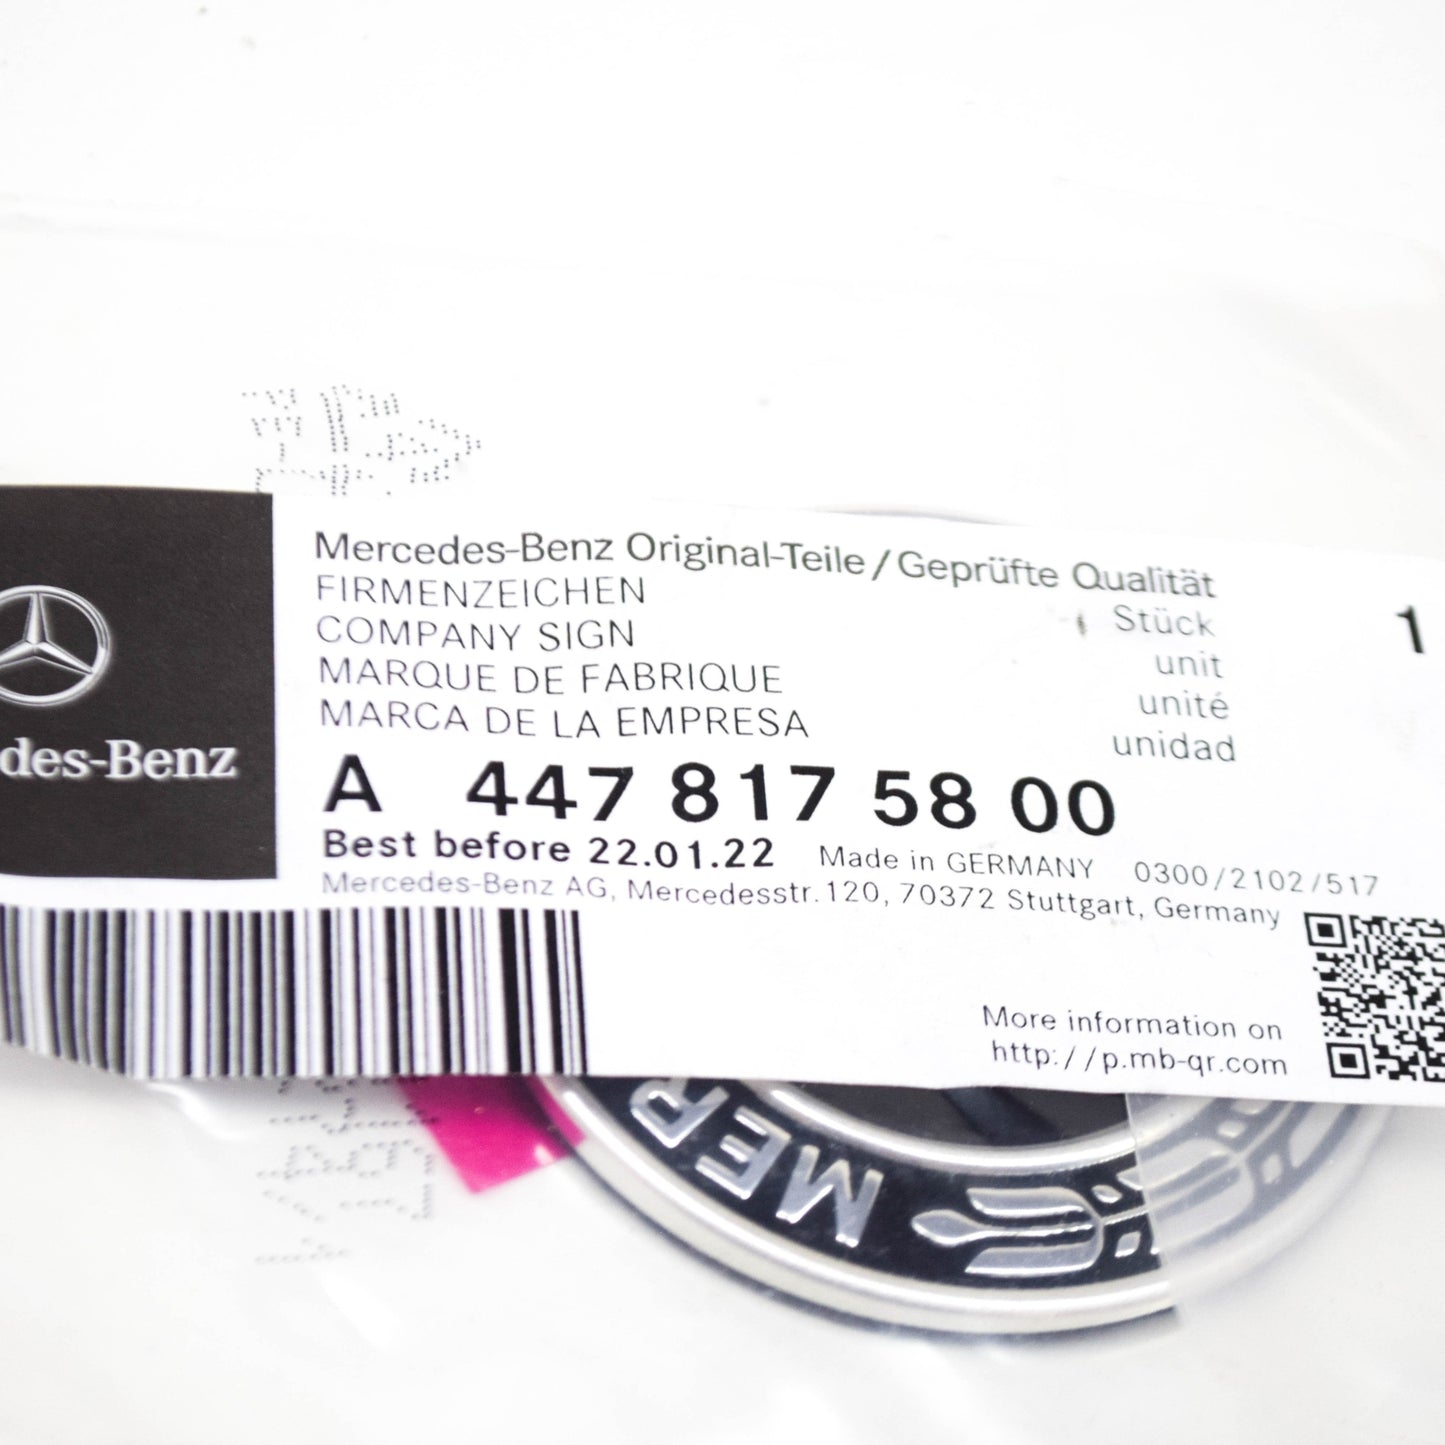 Mercedes-Benz Original-Teile / Geprüfte Qualität
FIRMENZEICHEN Stück 1
COMPANY SIGN unit
MARQUE DE FABRIQUE unité
MARCA DE LA EMPRESA unidad
des-Benz
A 447 817 58 00
Best before 22.01.22 Made in GERMANY 0300/2102/517
Mercedes-Benz AG, Mercedesstr. 120, 70372 Stuttgart, Germany
More information on
http://p.mb-qr.com
MER